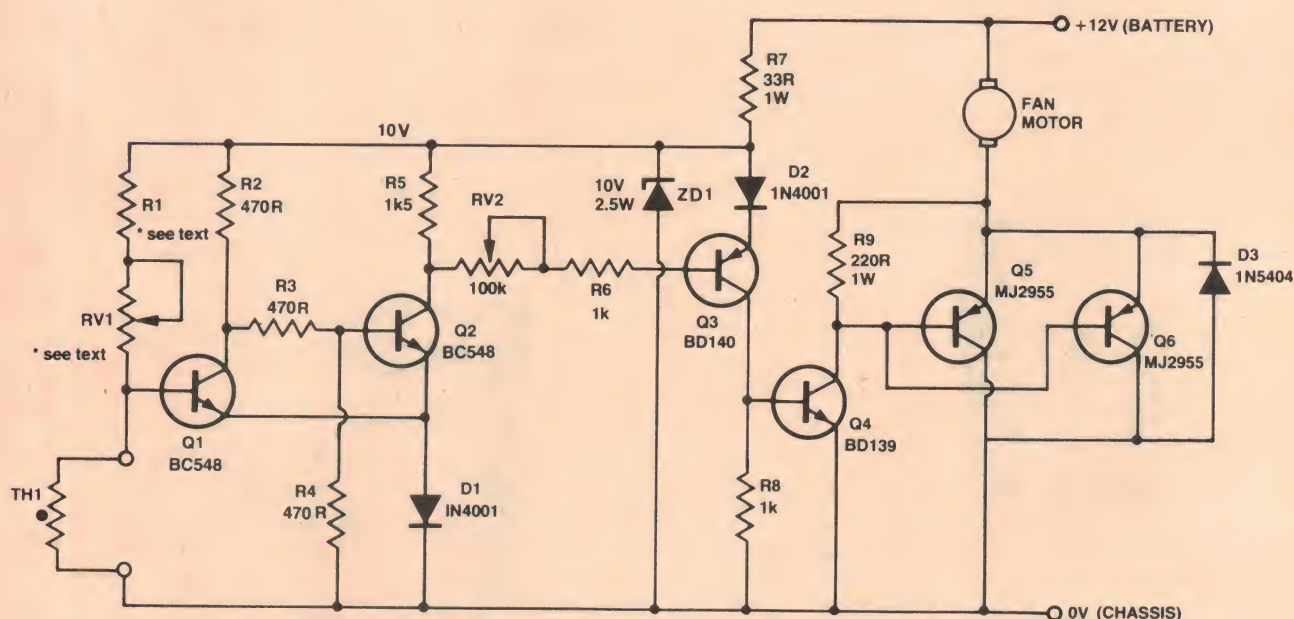 +12V (BATTERY)
R7
33R
1W
FAN
MOTOR
10V
R1
* see text
R2
470R
R5
1k5
RV2
100k
10V
2.5W
ZD1
D2
1N4001
R9
220R
1W
D3
1N5404
RV1
* see text
R3
470R
Q2
BC548
R6
1k
Q3
BD140
Q5
MJ2955
Q6
MJ2955
Q1
BC548
Q4
BD139
TH1
R4
470R
D1
IN4001
R8
1k
0V (CHASSIS)